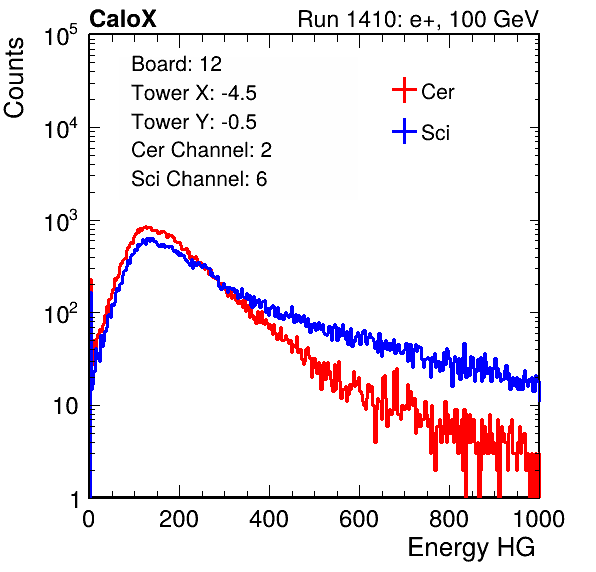 CaloX Run 1410: e+, 100 GeV
Counts
10^5
10^4
10^3
10^2
10
1
Board: 12
Tower X: -4.5
Tower Y: -0.5
Cer Channel: 2
Sci Channel: 6
Cer
Sci
0 200 400 600 800 1000
Energy HG